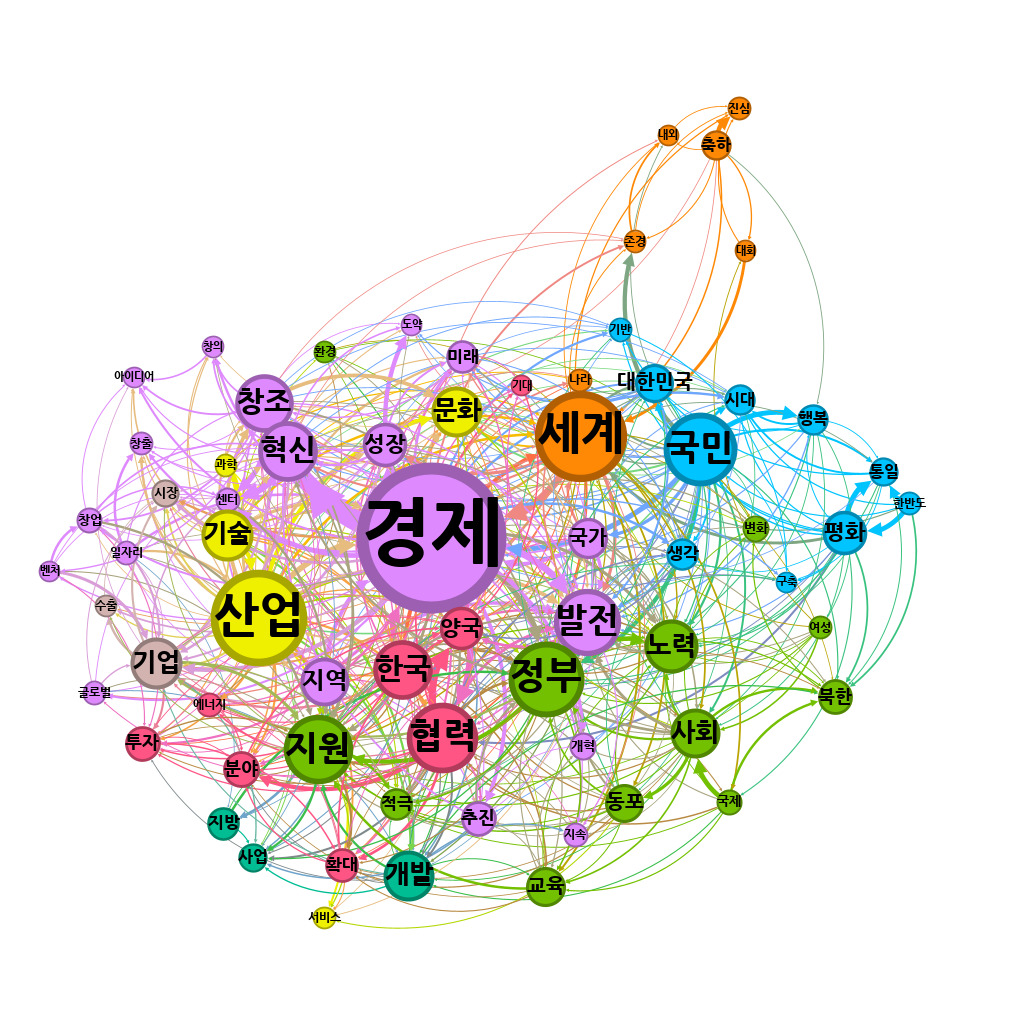 진심
내외
축하
존경
대화
도약
기반
창의
환경
미래
아이디어
기대
나라
대한민국
창조
문화
시대
행복
세계
혁신
성장
국민
창출
과학
통일
시장
센터
한반도
창업
기술
경제
국가
변화
평화
일자리
생각
벤처
구축
수출
산업
발전
양국
여성
노력
기업
한국
지역
정부
글로벌
에너지
북한
투자
지원
협력
사회
개혁
분야
적극
동포
국제
지방
추진
지속
사업
확대
개발
교육
서비스